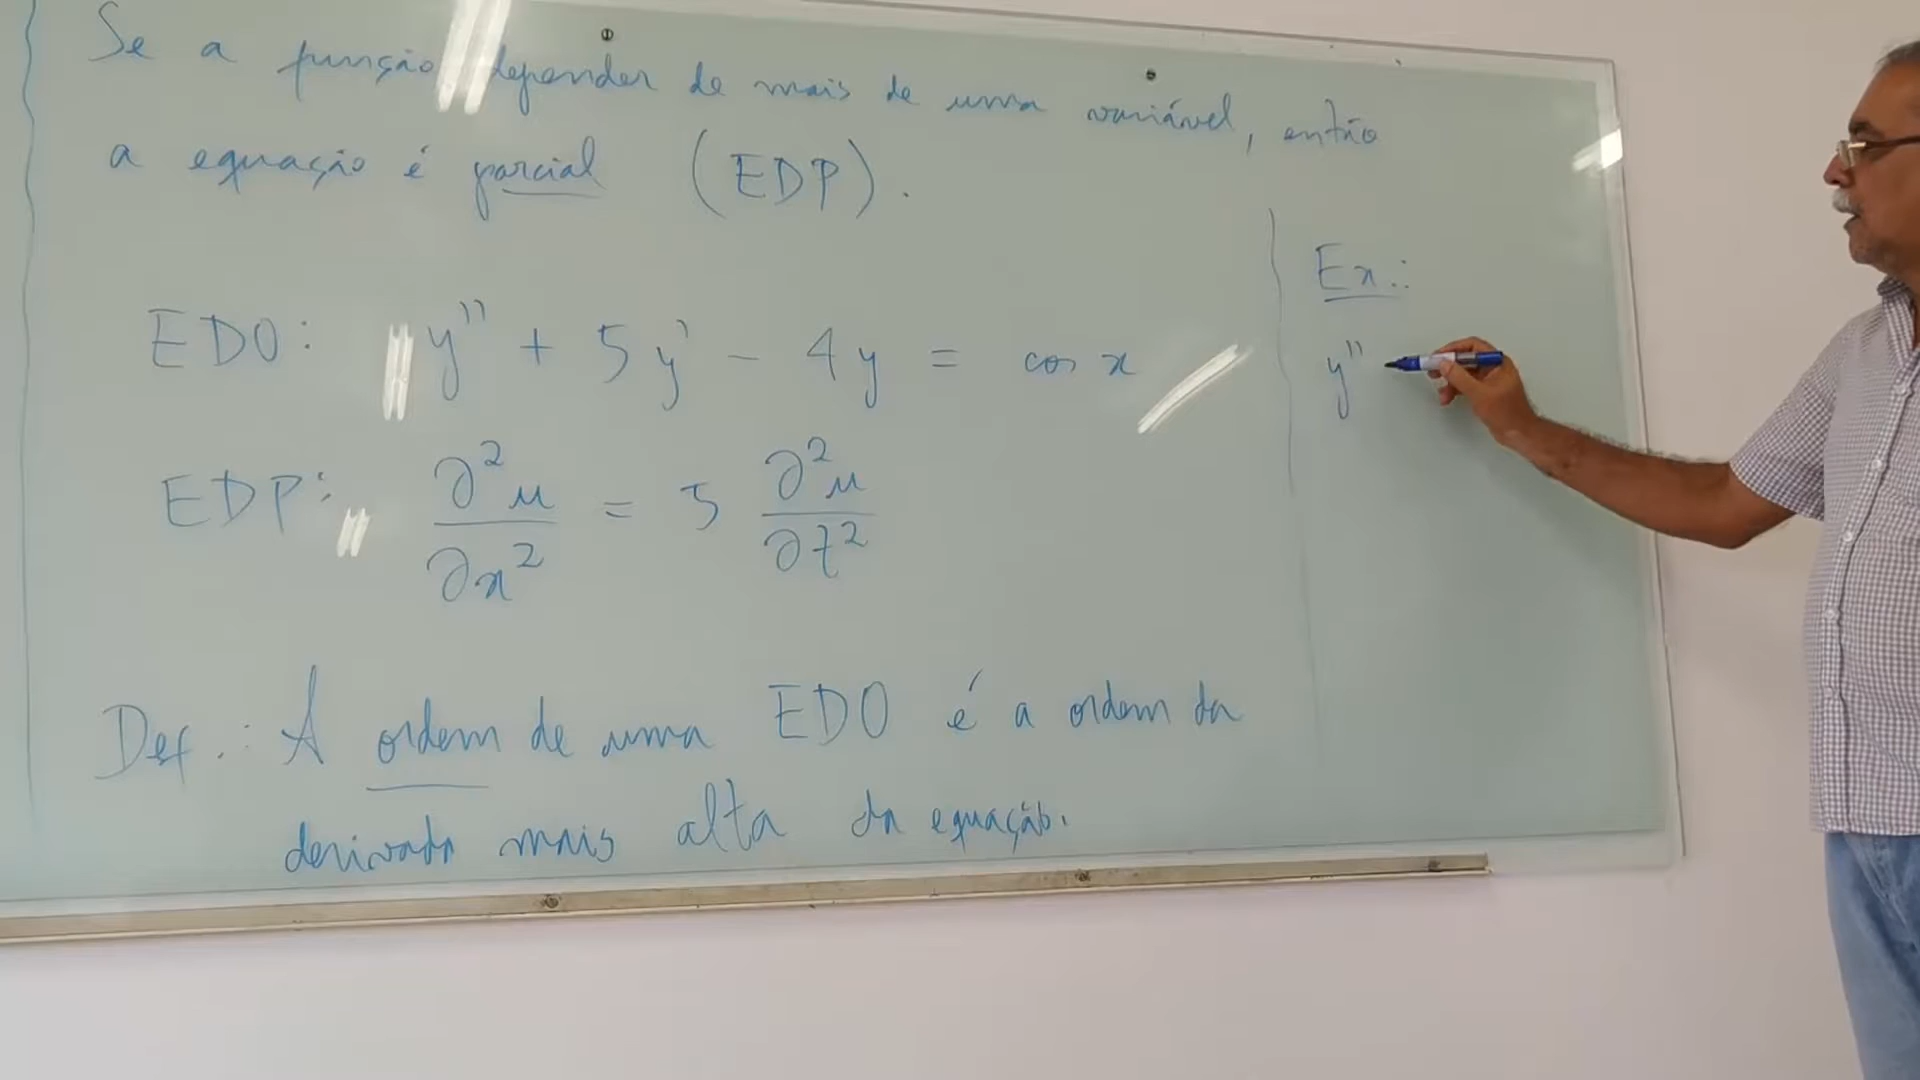 Se a função depender de mais de uma variável, então
a equação é parcial (EDP).
EDO: y'' + 5y' - 4y = cos x
EDP: ∂²u/∂x² = 5 ∂²u/∂t²
Def.: A ordem de uma EDO é a ordem da
derivada mais alta da equação.
Ex.:
y''